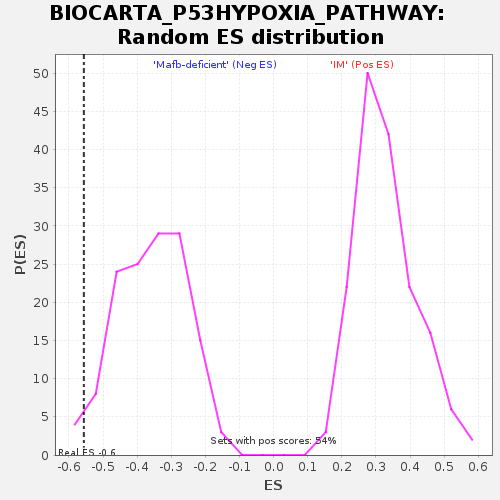 BIOCARTA_P53HYPOXIA_PATHWAY:
Random ES distribution
'Mafb-deficient' (Neg ES)
'IM' (Pos ES)
P(ES)
50
45
40
35
30
25
20
15
10
5
0
Sets with pos scores: 54%
Real ES -0.6
-0.6 -0.5 -0.4 -0.3 -0.2 -0.1 0.0 0.1 0.2 0.3 0.4 0.5 0.6
ES